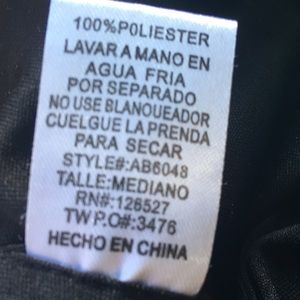 100%P0LIESTER
LAVAR A MANO EN
AGUA FRIA
POR SEPARADO
NO USE BLANQUEADOR
CUELGUE LA PRENDA
PARA SECAR
STYLE#:AB6048
TALLE:MEDIANO
RN#:126527
TW P.O#:3476
HECHO EN CHINA